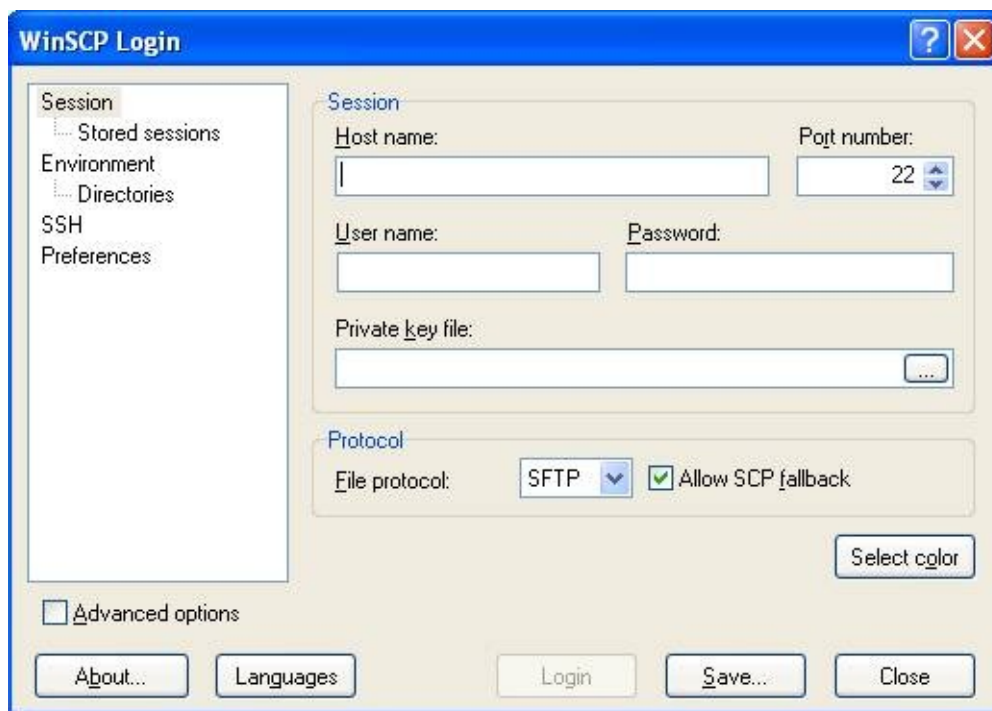 WinSCP Login
Session
Stored sessions
Environment
Directories
SSH
Preferences
Advanced options
Session
Host name:
Port number:
22
User name:
Password:
Private key file:
...
Protocol
File protocol:
SFTP
Allow SCP fallback
Select color
About...
Languages
Login
Save...
Close